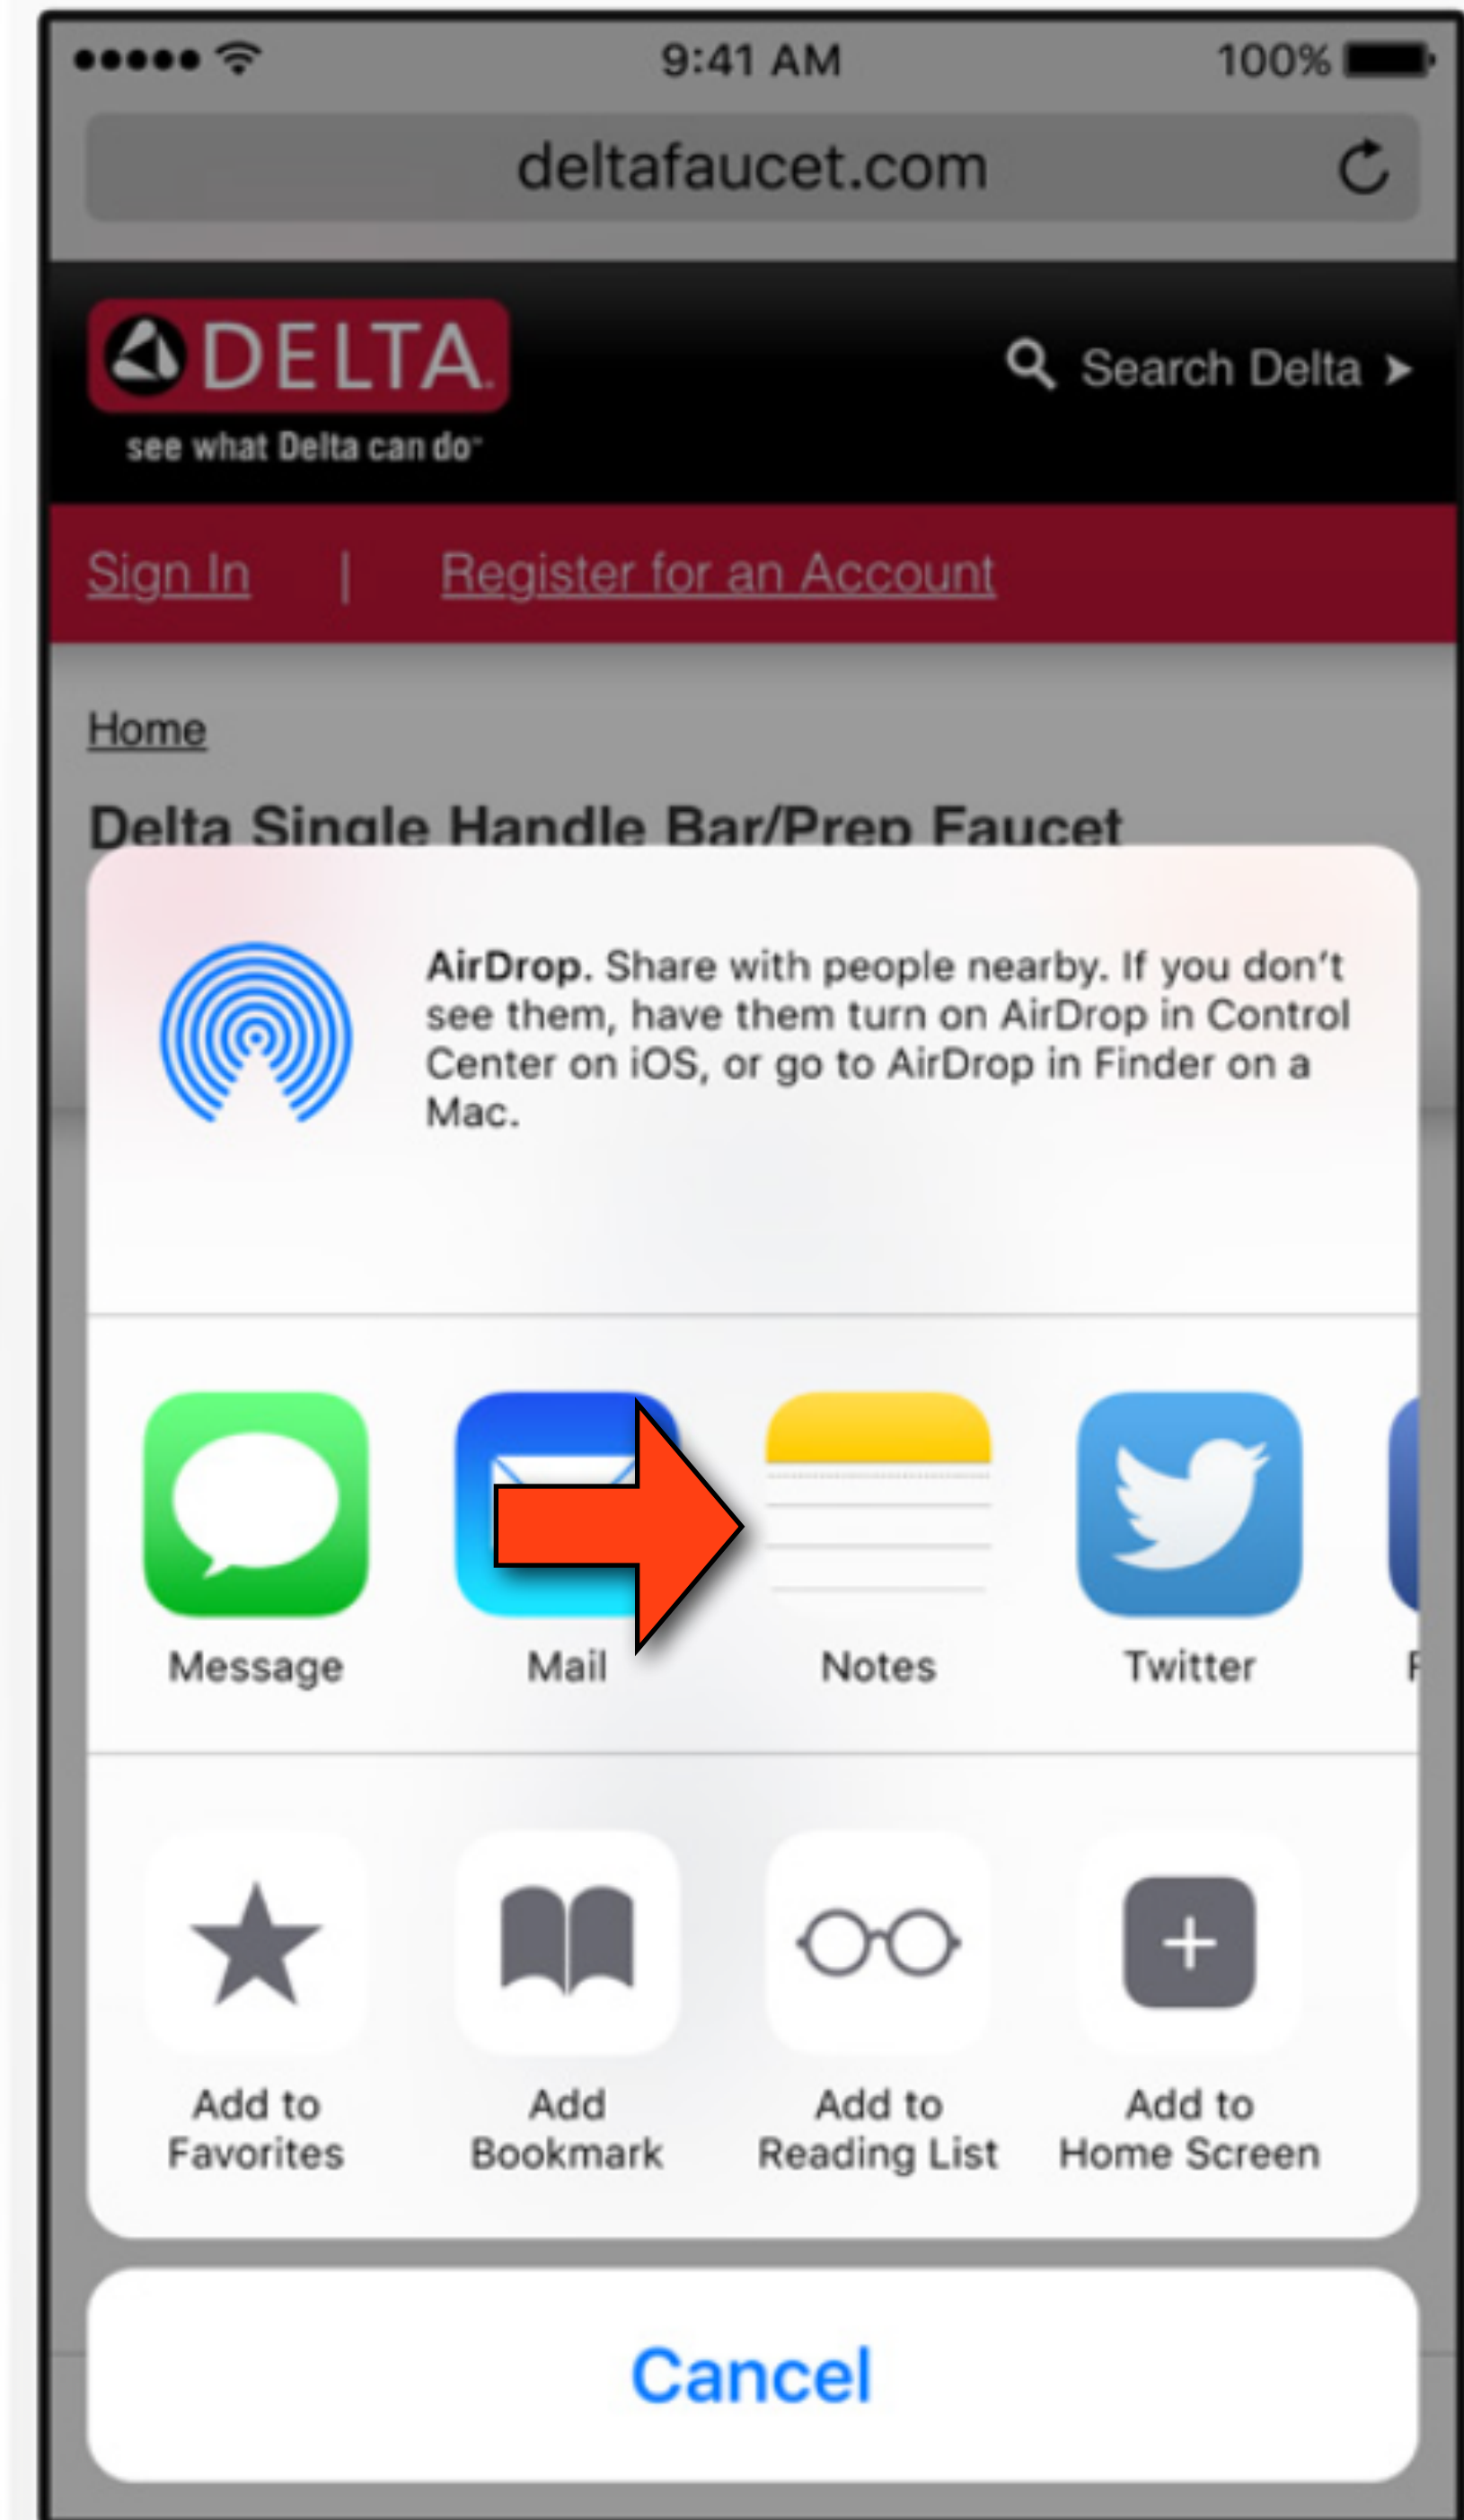 9:41 AM 100%
deltafaucet.com
DELTA. Search Delta
see what Delta can do
Sign In | Register for an Account
Home
Delta Single Handle Bar/Prep Faucet
AirDrop. Share with people nearby. If you don't
see them, have them turn on AirDrop in Control
Center on iOS, or go to AirDrop in Finder on a
Mac.
Message Mail Notes Twitter
Add to Favorites
Add Bookmark
Add to Reading List
Add to Home Screen
Cancel